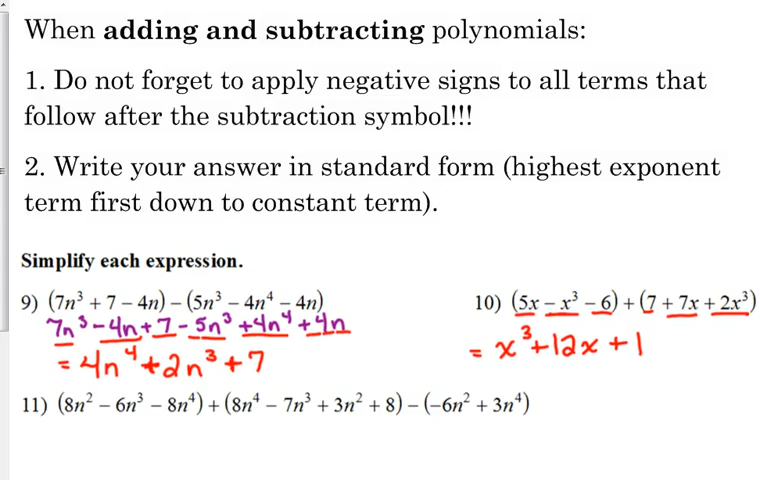 When adding and subtracting polynomials:
1. Do not forget to apply negative signs to all terms that
follow after the subtraction symbol!!!
2. Write your answer in standard form (highest exponent
term first down to constant term).
Simplify each expression.
9) (7n³ + 7 − 4n) − (5n³ − 4n⁴ − 4n)
7n³ − 4n + 7 − 5n³ + 4n⁴ + 4n
= 4n⁴ + 2n³ + 7
10) (5x − x³ − 6) + (7 + 7x + 2x³)
= x³ + 12x + 1
11) (8n² − 6n³ − 8n⁴) + (8n⁴ − 7n³ + 3n² + 8) − (−6n² + 3n⁴)